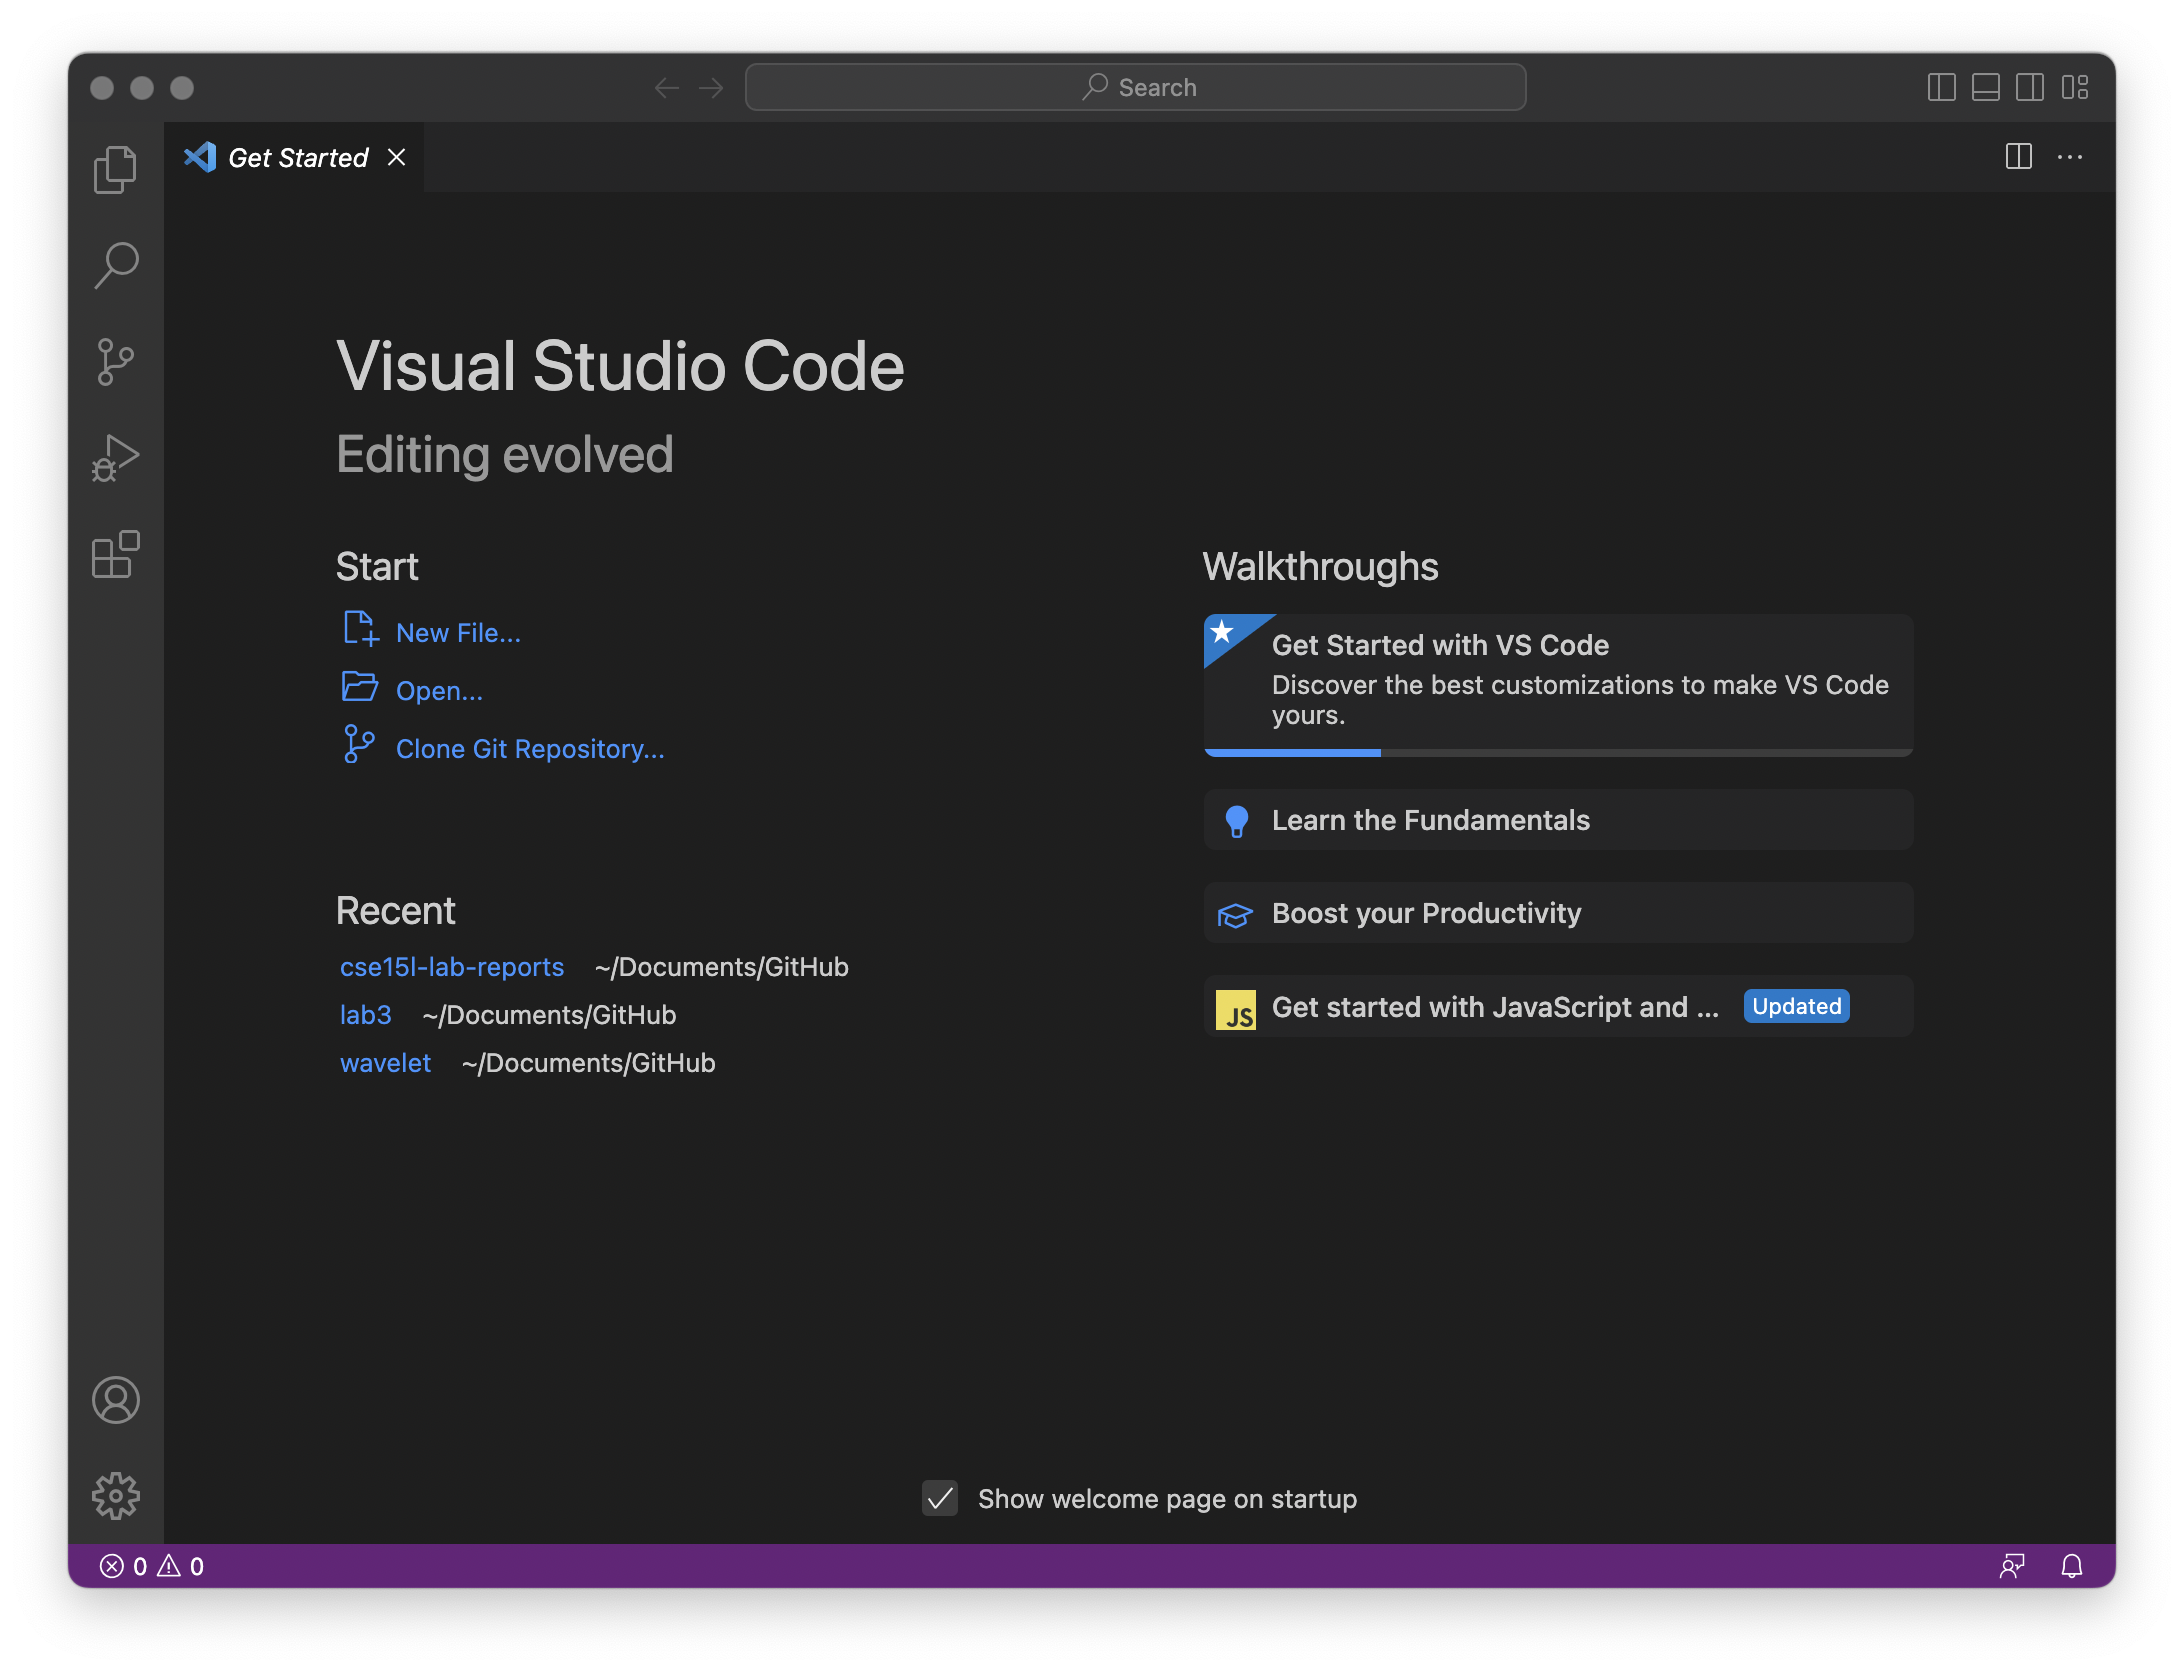 Search
Get Started
Visual Studio Code
Editing evolved
Start
New File...
Open...
Clone Git Repository...
Recent
cse15l-lab-reports ~/Documents/GitHub
lab3 ~/Documents/GitHub
wavelet ~/Documents/GitHub
Walkthroughs
Get Started with VS Code
Discover the best customizations to make VS Code
yours.
Learn the Fundamentals
Boost your Productivity
JS Get started with JavaScript and ... Updated
Show welcome page on startup
0 0